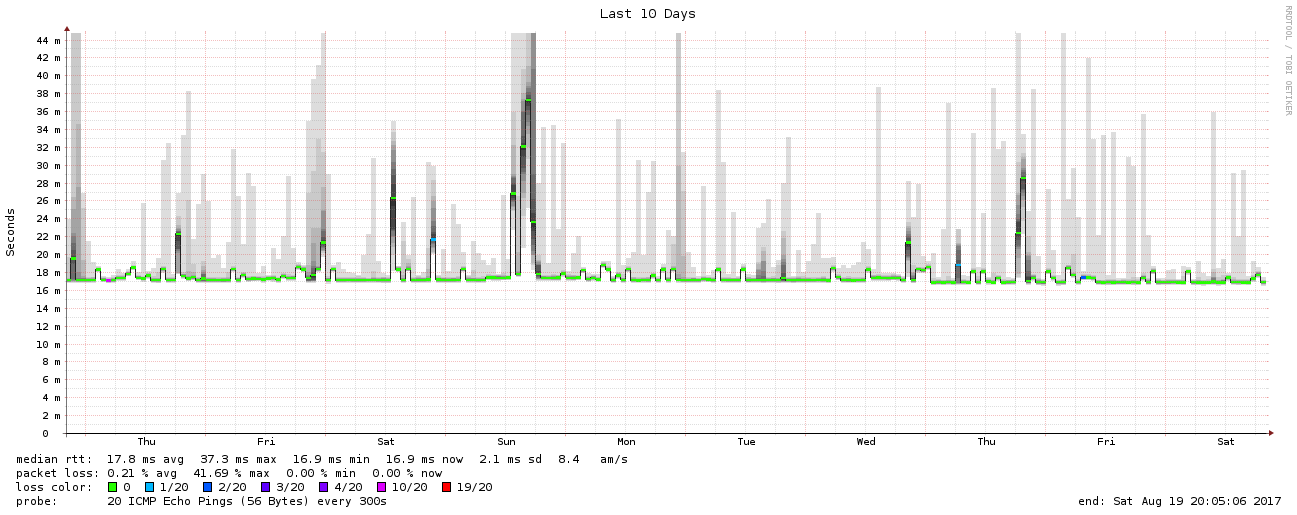 Last 10 Days
RRDTOOL / TOBI OETIKER
Seconds
44 m
42 m
40 m
38 m
36 m
34 m
32 m
30 m
28 m
26 m
24 m
22 m
20 m
18 m
16 m
14 m
12 m
10 m
8 m
6 m
4 m
2 m
0
Thu Fri Sat Sun Mon Tue Wed Thu Fri Sat
median rtt: 17.8 ms avg 37.3 ms max 16.9 ms min 16.9 ms now 2.1 ms sd 8.4 am/s
packet loss: 0.21 % avg 41.69 % max 0.00 % min 0.00 % now
loss color: 0 1/20 2/20 3/20 4/20 10/20 19/20
probe: 20 ICMP Echo Pings (56 Bytes) every 300s end: Sat Aug 19 20:05:06 2017